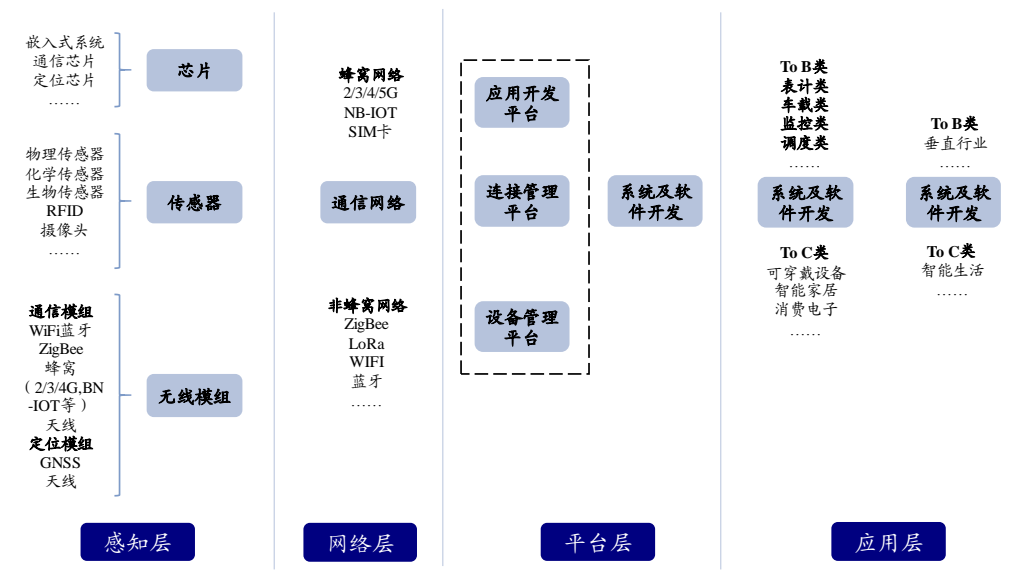 嵌入式系统
通信芯片
定位芯片
……
芯片
物理传感器
化学传感器
生物传感器
RFID
摄像头
……
传感器
通信模组
WiFi蓝牙
ZigBee
蜂窝
（2/3/4G,BN
-IOT等）
天线
定位模组
GNSS
天线
无线模组
感知层
蜂窝网络
2/3/4/5G
NB-IOT
SIM卡
通信网络
非蜂窝网络
ZigBee
LoRa
WIFI
蓝牙
……
网络层
应用开发
平台
连接管理
平台
设备管理
平台
系统及软
件开发
平台层
To B类
表计类
车载类
监控类
调度类
……
系统及软
件开发
To C类
可穿戴设备
智能家居
消费电子
……
To B类
垂直行业
……
系统及软
件开发
To C类
智能生活
……
应用层